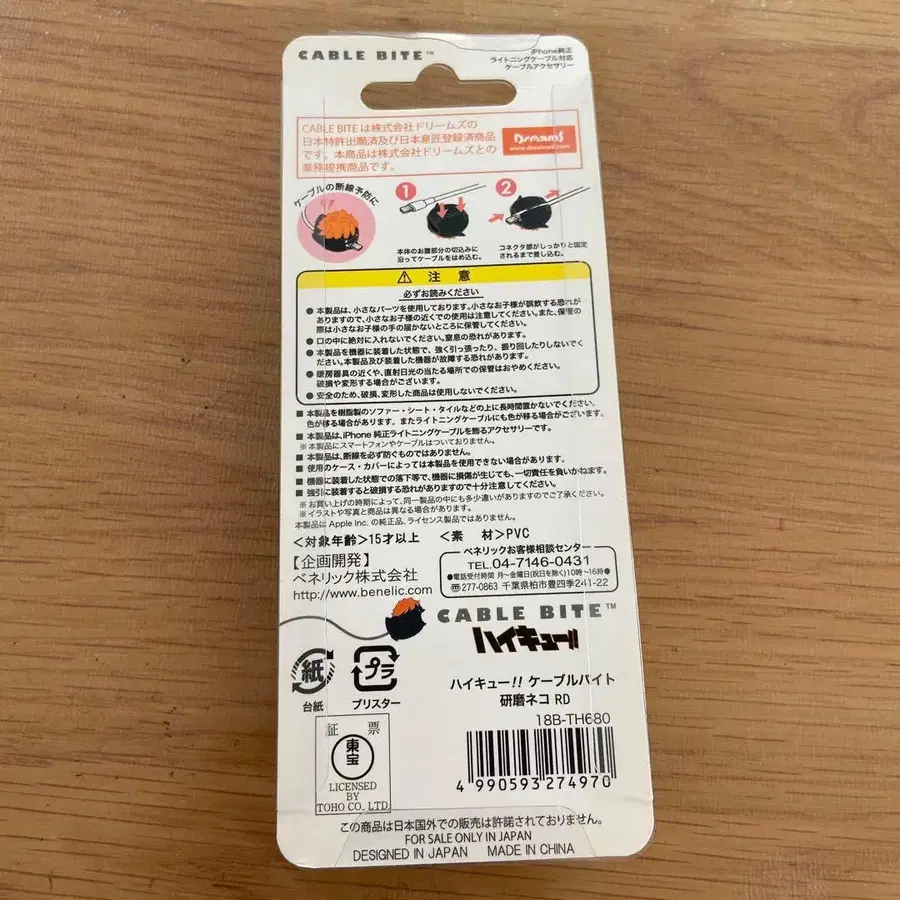 CABLE BITE™
iPhone純正
ライトニングケーブル対応
ケーブルアクセサリー
CABLE BITE は株式会社ドリームズの
日本特許出願済及び日本意匠登録済商品
です。本商品は株式会社ドリームズとの
業務提携商品です。
Dreams
www.dreams6.com
ケーブルの断線予防に
1
2
本体のお腹部分の切込みに
沿ってケーブルをはめ込む。
コネクタ部がしっかりと固定
されるまで差し込む。
注意
必ずお読みください
●本製品は、小さなパーツを使用しております。小さなお子様が誤飲する恐れが
ありますので、小さなお子様の近くでの使用は注意してください。また、保管の
際は小さなお子様の手の届かないところに保管してください。
●口の中に絶対に入れないでください。窒息の恐れがあります。
●本製品を機器に装着した状態で、強く引っ張ったり、振り回したりしないでく
ださい。本製品及び装着した機器が故障する恐れがあります。
●暖房器具の近くや、直射日光の当たる場所での保管はおやめください。
破損や変形する場合がございます。
●安全のため、破損、変形した商品は使用しないでください。
■本製品を樹脂製のソファー・シート・タイルなどの上に長時間置かないでください。
色が移る場合があります。またライトニングケーブルにも色が移る場合がございます。
■本製品は、iPhone 純正ライトニングケーブルを飾るアクセサリーです。
※本製品にスマートフォンやケーブルはついておりません。
■本製品は、断線を必ず防ぐものではありません。
■使用のケース・カバーによっては本製品を使用できない場合があります。
■機器に装着した状態での落下等で、機器に損傷が生じても、一切責任を負いかねます。
■強引に装着すると破損する恐れがありますので十分注意してください。
※お買い上げの時期によって、同一製品の中にも多少違いがありますのでご了承ください。
※イラストや写真と商品は異なる場合があります。
本製品は Apple Inc. の純正品、ライセンス製品ではありません。
＜対象年齢＞15才以上 ＜素 材＞PVC
【企画開発】
ベネリック株式会社
http://www.benelic.com
ベネリックお客様相談センター
TEL.04-7146-0431
●電話受付時間 月～金曜日(祝日を除く)10時～16時●
〒277-0863 千葉県柏市豊四季241-22
CABLE BITE™
ハイキュー!!
紙
台紙
プラ
ブリスター
ハイキュー!! ケーブルバイト
研磨ネコ RD
18B-TH680
4 990593 274970
証 票
東宝
LICENSED
BY
TOHO CO., LTD.
この商品は日本国外での販売は許諾されておりません。
FOR SALE ONLY IN JAPAN
DESIGNED IN JAPAN MADE IN CHINA